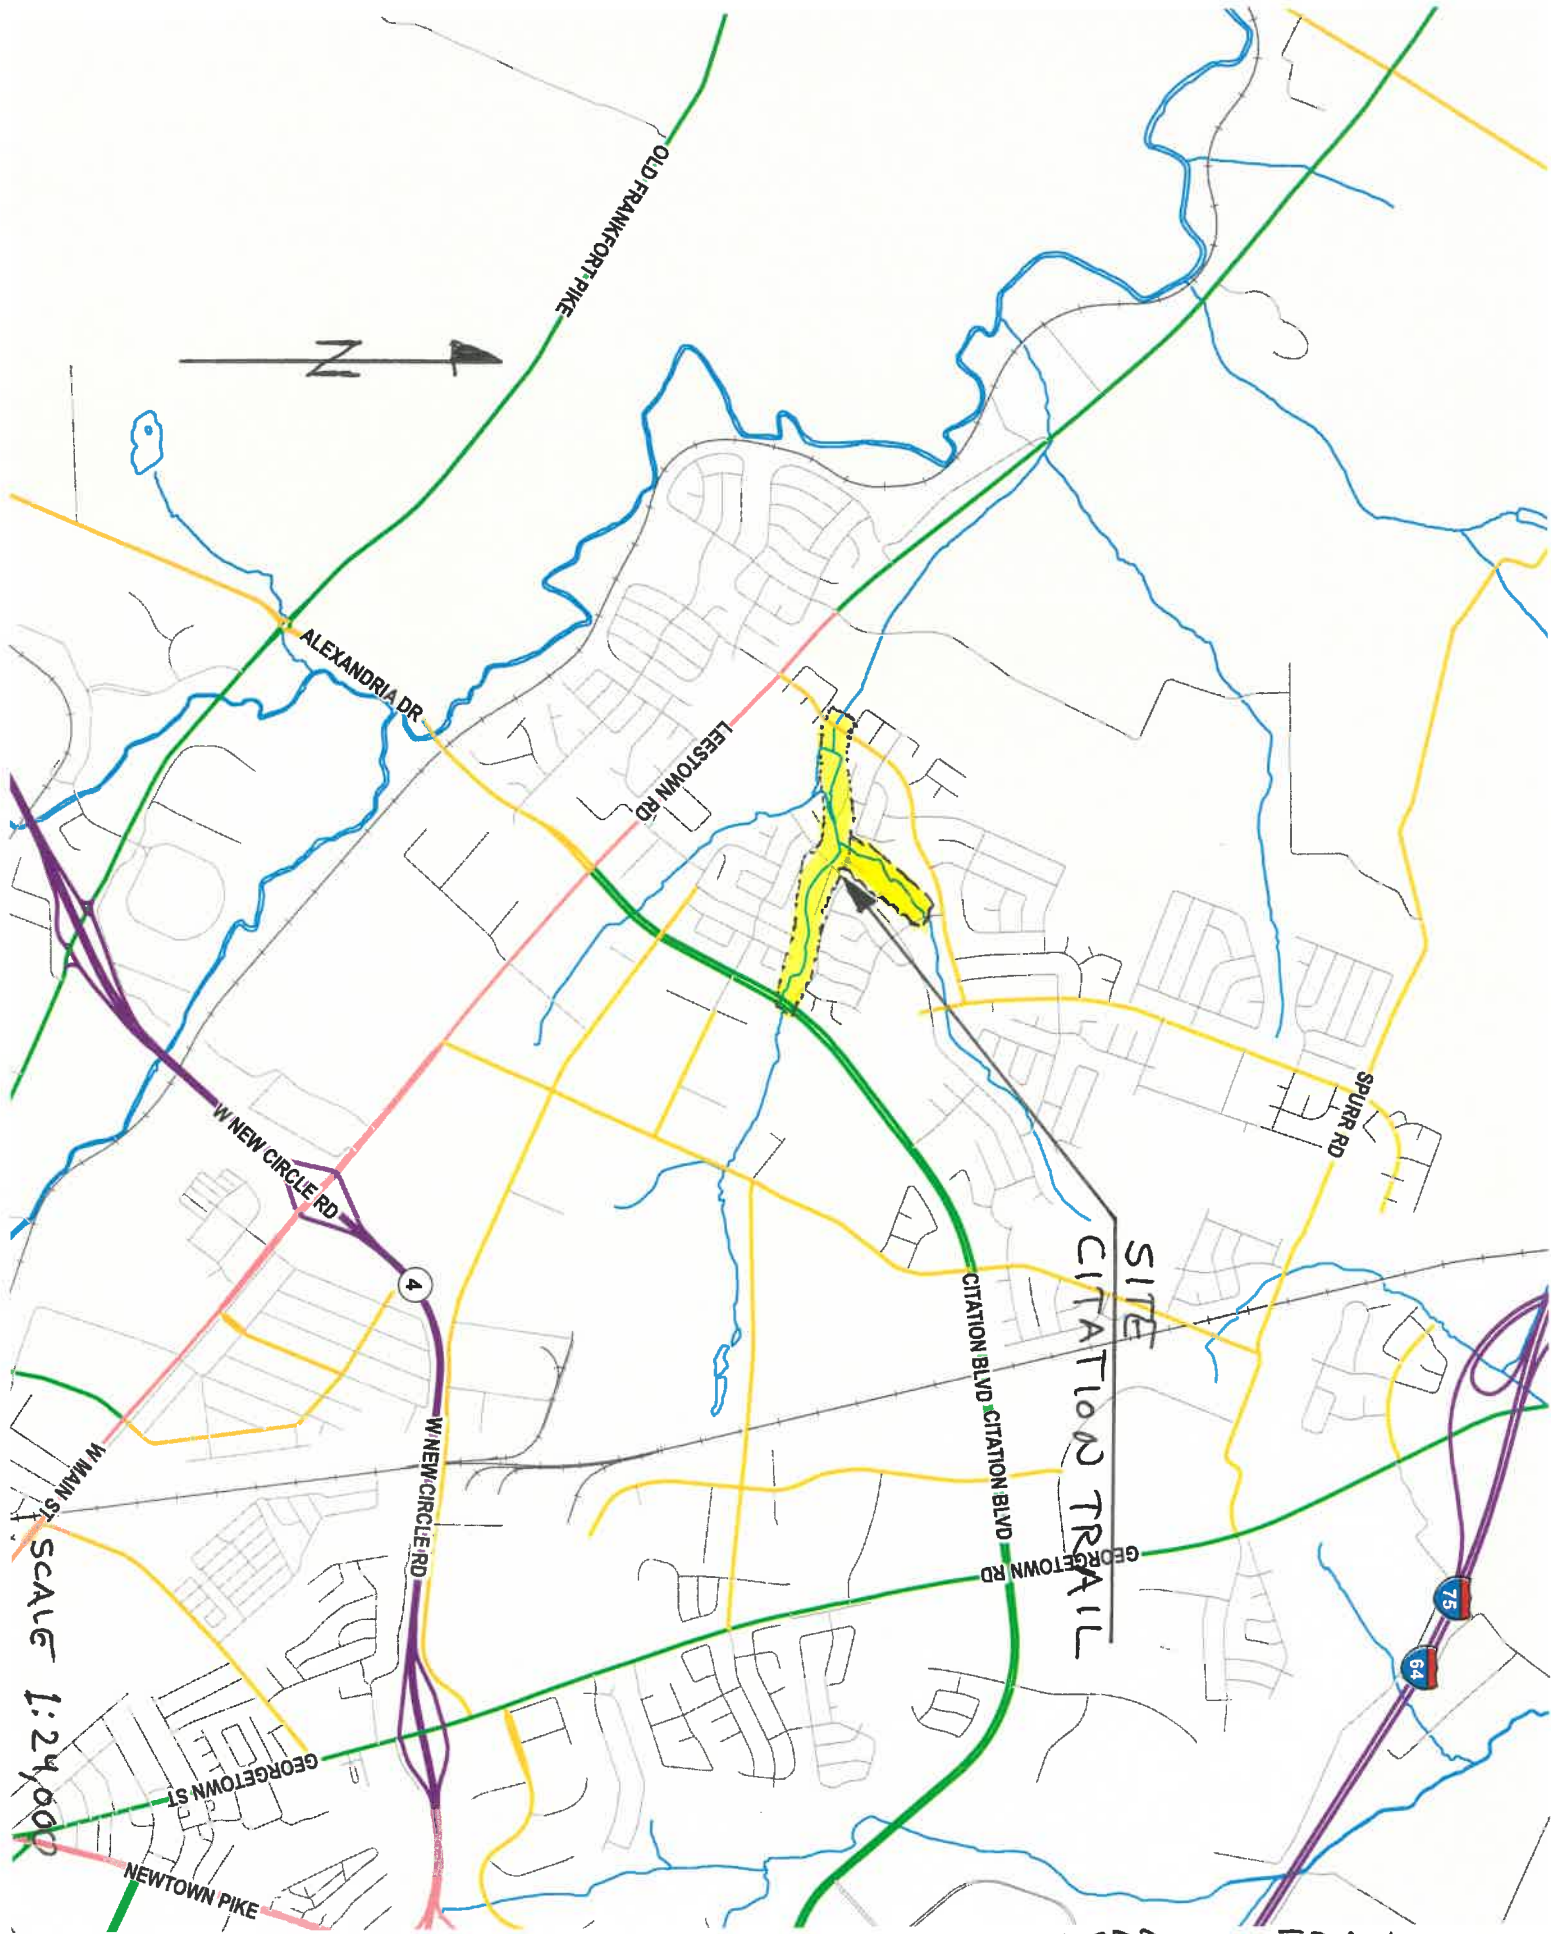 OLD FRANKFORT PIKE
N
ALEXANDRIA DR
LEESTOWN RD
SPURR RD
W NEW CIRCLE RD
4
SITE
CITATION TRAIL
CITATION BLVD
CITATION BLVD
W NEW CIRCLE RD
W MAIN ST
GEORGETOWN RD
75
64
SCALE 1:24,000
GEORGETOWN ST
NEWTOWN PIKE